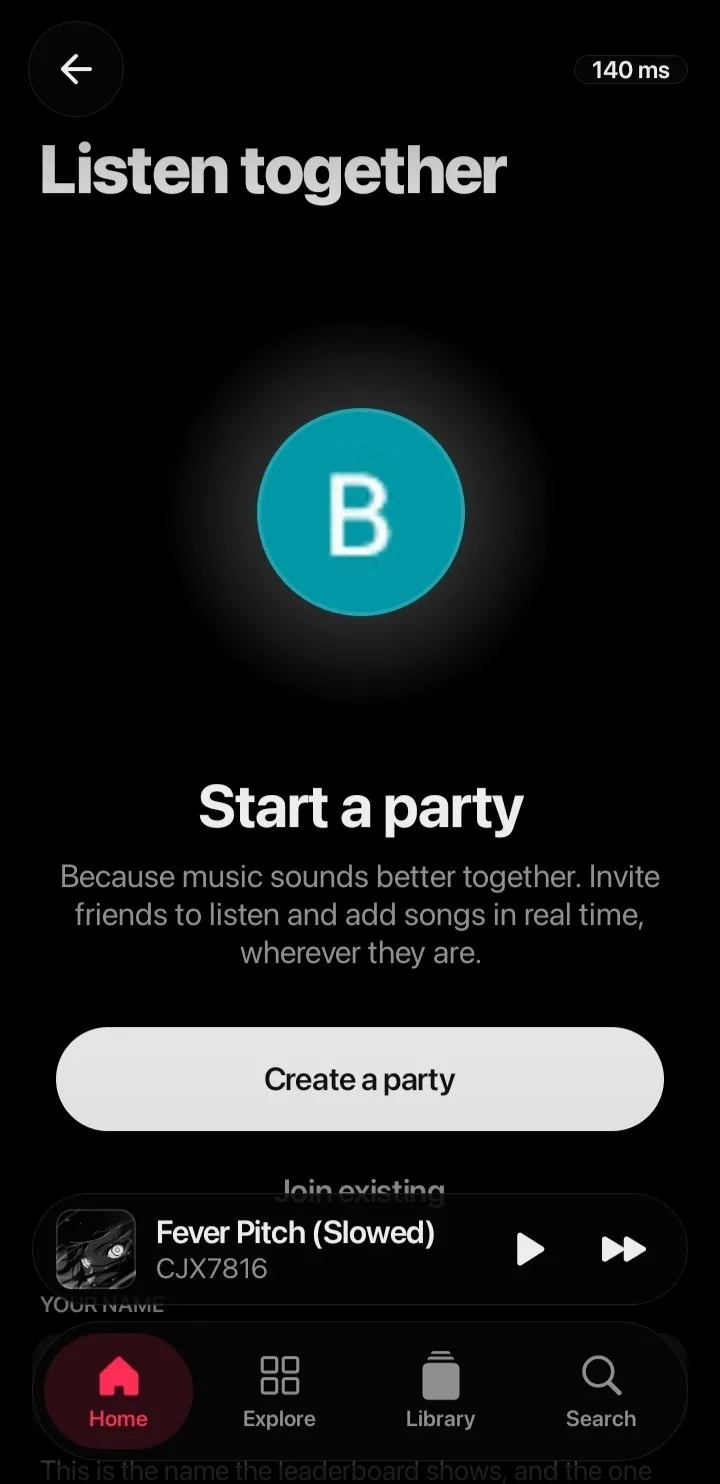 140 ms
Listen together
B
Start a party
Because music sounds better together. Invite
friends to listen and add songs in real time,
wherever they are.
Create a party
Join existing
Fever Pitch (Slowed)
CJX7816
YOUR NAME
Home
Explore
Library
Search
This is the name the leaderboard shows, and the one